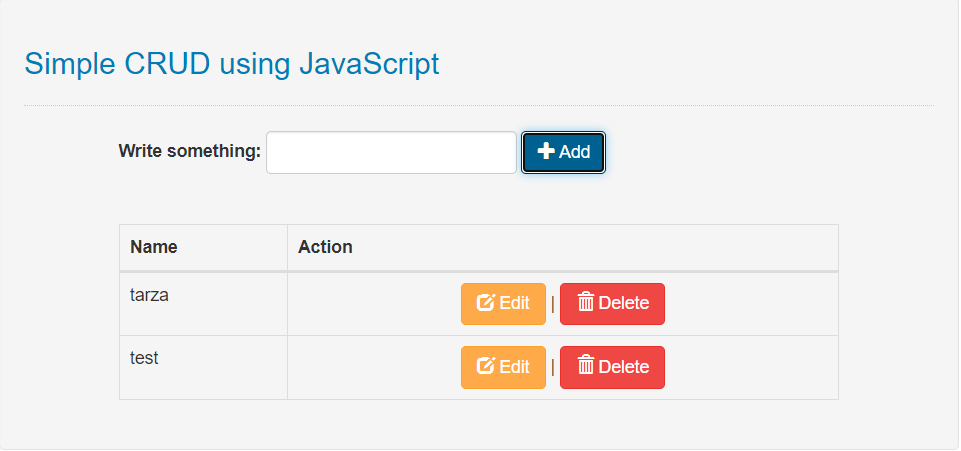 Simple CRUD using JavaScript
Write something: Add
Name Action
tarza Edit | Delete
test Edit | Delete